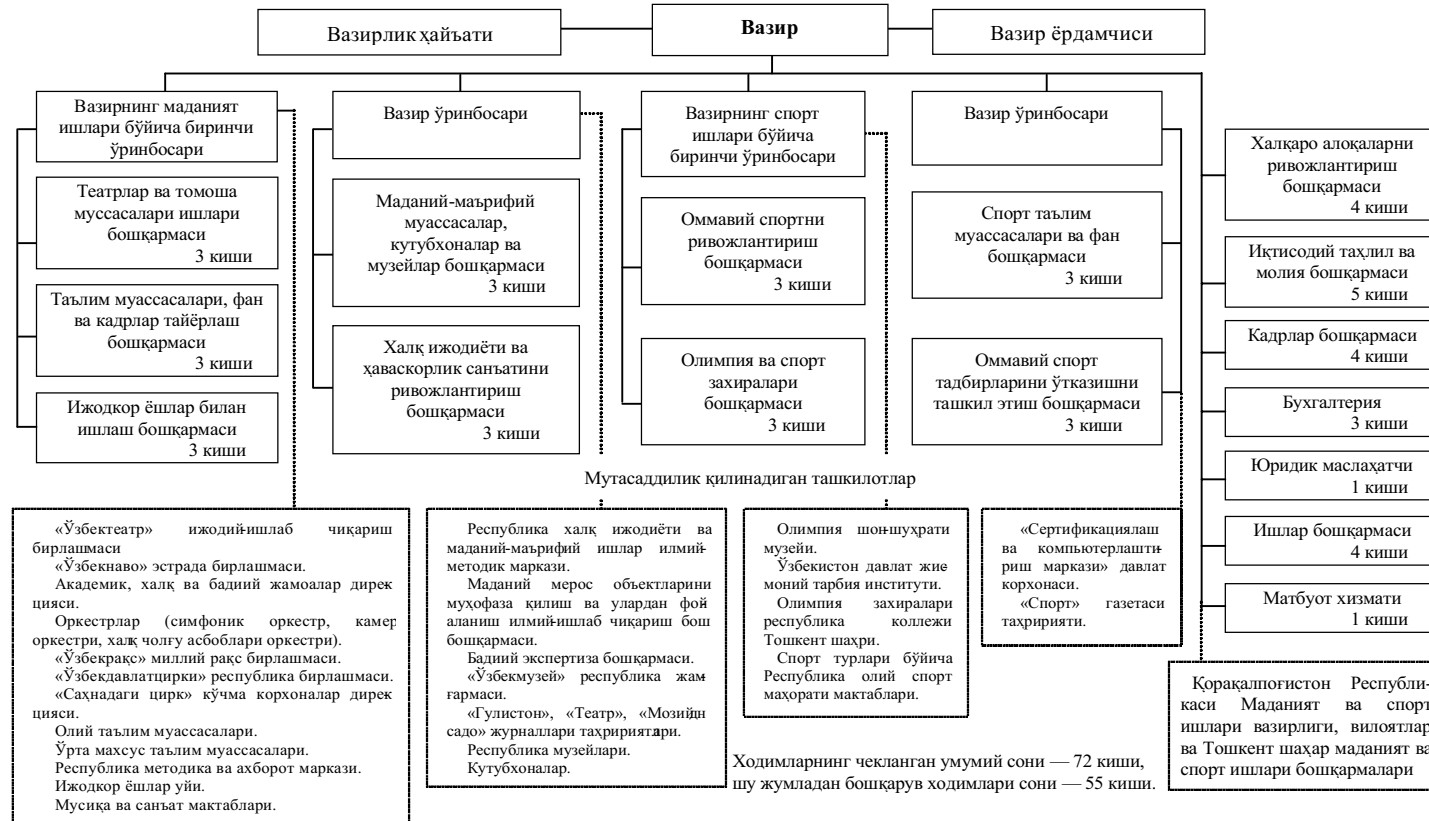 Вазирлик ҳайъати
Вазир
Вазир ёрдамчиси
Вазирнинг маданият
ишлари бўйича биринчи
ўринбосари
Театрлар ва томоша
муссасалари ишлари
бошқармаси
3 киши
Таълим муассасалари, фан
ва кадрлар тайёрлаш
бошқармаси
3 киши
Ижодкор ёшлар билан
ишлаш бошқармаси
3 киши
Вазир ўринбосари
Маданий-маърифий
муассасалар,
кутубхоналар ва
музейлар бошқармаси
3 киши
Халқ ижодиёти ва
ҳаваскорлик санъатини
ривожлантириш
бошқармаси
3 киши
Вазирнинг спорт
ишлари бўйича
биринчи ўринбосари
Оммавий спортни
ривожлантириш
бошқармаси
3 киши
Олимпия ва спорт
захиралари
бошқармаси
3 киши
Вазир ўринбосари
Спорт таълим
муассасалари ва фан
бошқармаси
3 киши
Оммавий спорт
тадбирларини ўтказишни
ташкил этиш бошқармаси
3 киши
Халқаро алоқаларни
ривожлантириш
бошқармаси
4 киши
Иқтисодий таҳлил ва
молия бошқармаси
5 киши
Кадрлар бошқармаси
4 киши
Бухгалтерия
3 киши
Юридик маслаҳатчи
1 киши
Ишлар бошқармаси
4 киши
Матбуот хизмати
1 киши
Мутасаддилик қилинадиган ташкилотлар
«Ўзбектеатр» ижодий-ишлаб чиқариш
бирлашмаси
«Ўзбекнаво» эстрада бирлашмаси.
Академик, халқ ва бадиий жамоалар дирек
цияси.
Оркестрлар (симфоник оркестр, камер
оркестри, халқ чолғу асбоблари оркестри).
«Ўзбекрақс» миллий рақс бирлашмаси.
«Ўзбекдавлатцирки» республика бирлашмаси.
«Саҳнадаги цирк» кўчма корхоналар дирек
цияси.
Олий таълим муассасалари.
Ўрта махсус таълим муассасалари.
Республика методика ва ахборот маркази.
Ижодкор ёшлар уйи.
Мусиқа ва санъат мактаблари.
Республика халқ ижодиёти ва
маданий-маърифий ишлар илмий-
методик маркази.
Маданий мерос объектларини
муҳофаза қилиш ва улардан фой
аланиш илмий-ишлаб чиқариш бош
бошқармаси.
Бадиий экспертиза бошқармаси.
«Ўзбекмузей» республика жам
ғармаси.
«Гулистон», «Театр», «Мозийдн
садо» журналлари таҳририятлари.
Республика музейлари.
Кутубхоналар.
Олимпия шон-шуҳрати
музейи.
Ўзбекистон давлат жис
моний тарбия институти.
Олимпия захиралари
республика коллежи
Тошкент шаҳри.
Спорт турлари бўйича
Республика олий спорт
маҳорати мактаблари.
«Сертификациялаш
ва компьютерлашти-
риш маркази» давлат
корхонаси.
«Спорт» газетаси
таҳририяти.
Қорақалпоғистон Республи-
каси Маданият ва спорт
ишлари вазирлиги, вилоятлар
ва Тошкент шаҳар маданият ва
спорт ишлари бошқармалари
Ходимларнинг чекланган умумий сони — 72 киши,
шу жумладан бошқарув ходимлари сони — 55 киши.